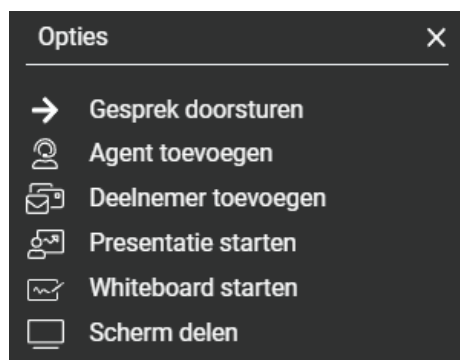 Opties
Gesprek doorsturen
Agent toevoegen
Deelnemer toevoegen
Presentatie starten
Whiteboard starten
Scherm delen